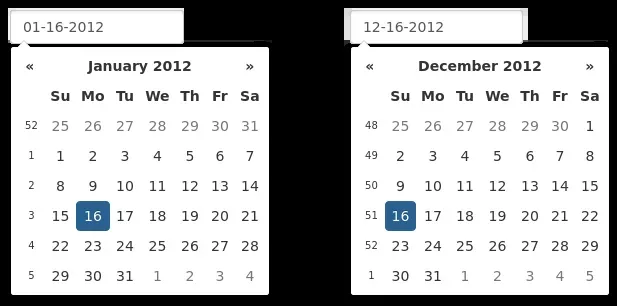 01-16-2012
« January 2012 »
Su Mo Tu We Th Fr Sa
52 25 26 27 28 29 30 31
1 1 2 3 4 5 6 7
2 8 9 10 11 12 13 14
3 15 16 17 18 19 20 21
4 22 23 24 25 26 27 28
5 29 30 31 1 2 3 4
12-16-2012
« December 2012 »
Su Mo Tu We Th Fr Sa
48 25 26 27 28 29 30 1
49 2 3 4 5 6 7 8
50 9 10 11 12 13 14 15
51 16 17 18 19 20 21 22
52 23 24 25 26 27 28 29
1 30 31 1 2 3 4 5